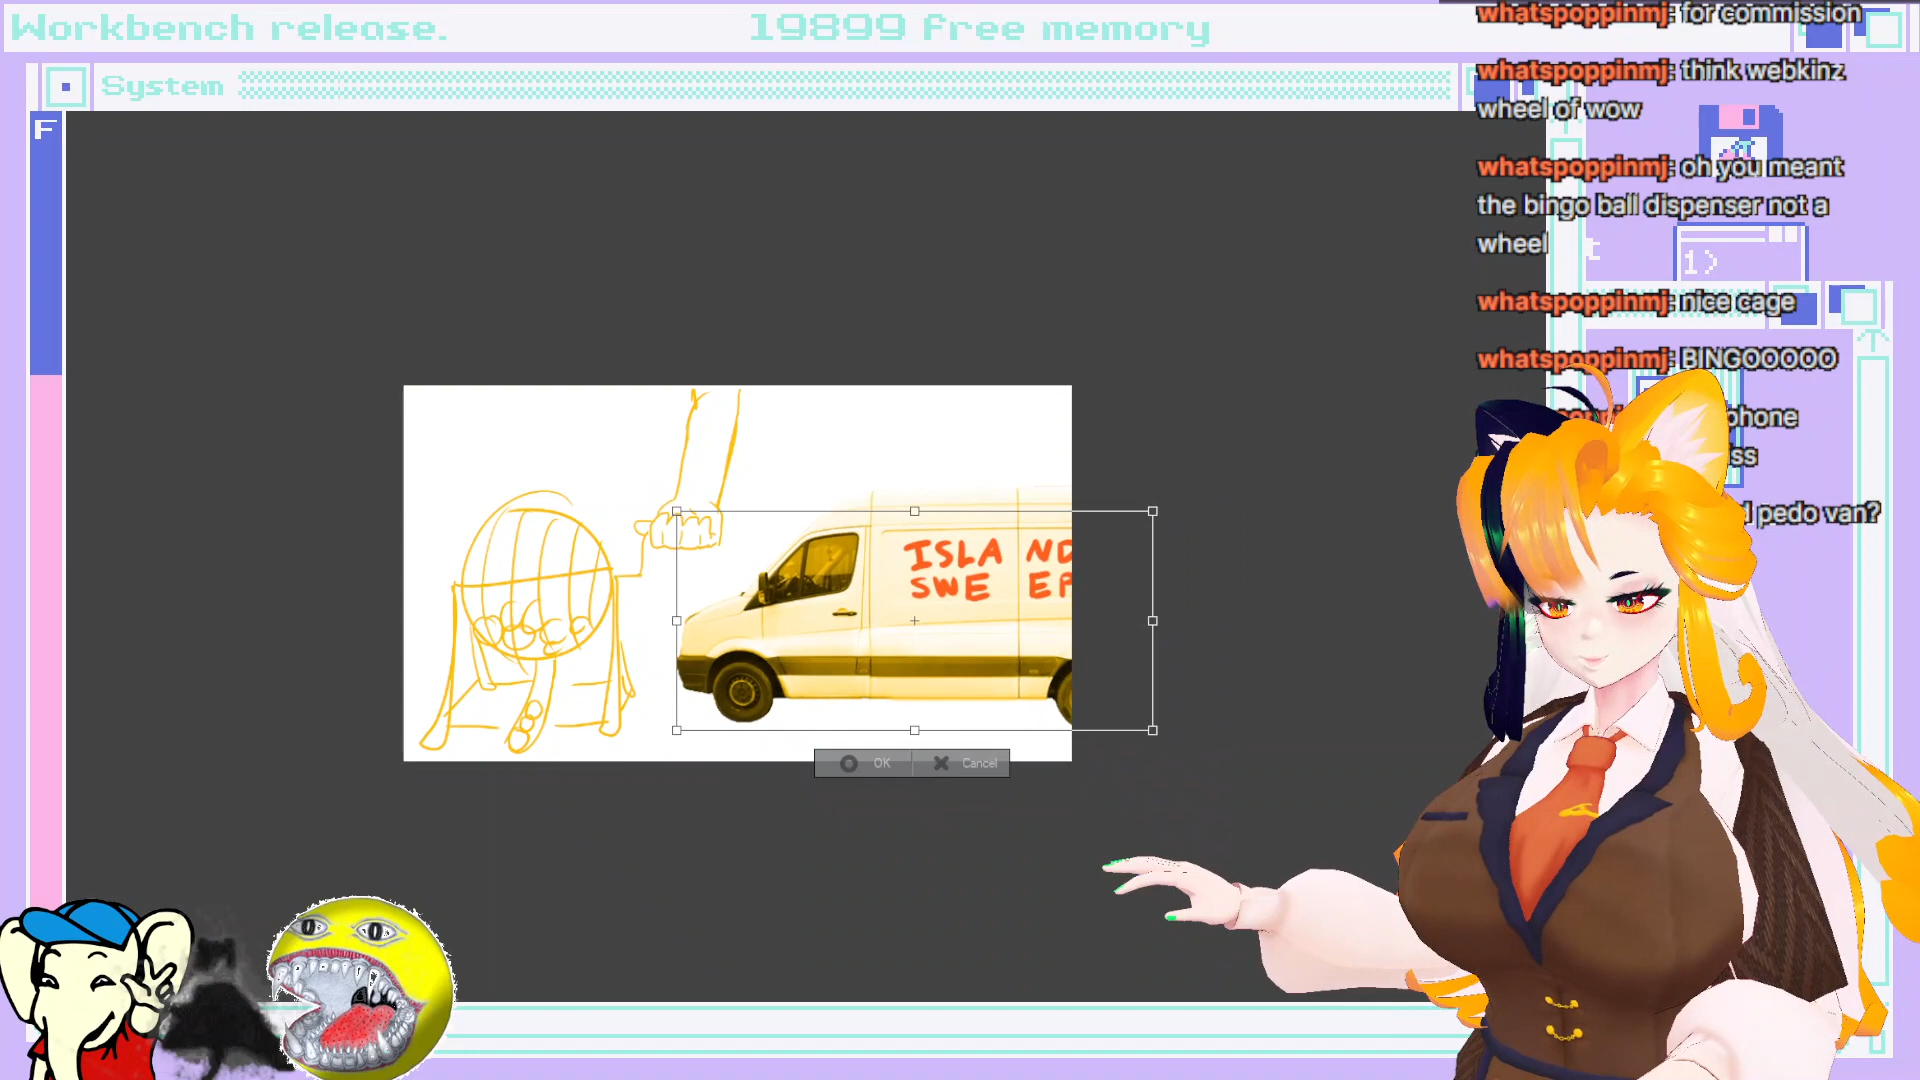 Workbench release.
19899 free memory
System
F
whatspoppinmj: for commission
whatspoppinmj: think webkinz
wheel of wow
whatspoppinmj: oh you meant
the bingo ball dispenser not a
wheel
1>
whatspoppinmj: nice cage
whatspoppinmj: BINGOOOOO
phone
pedo van?
ISLA ND
SWE EP
OK
Cancel